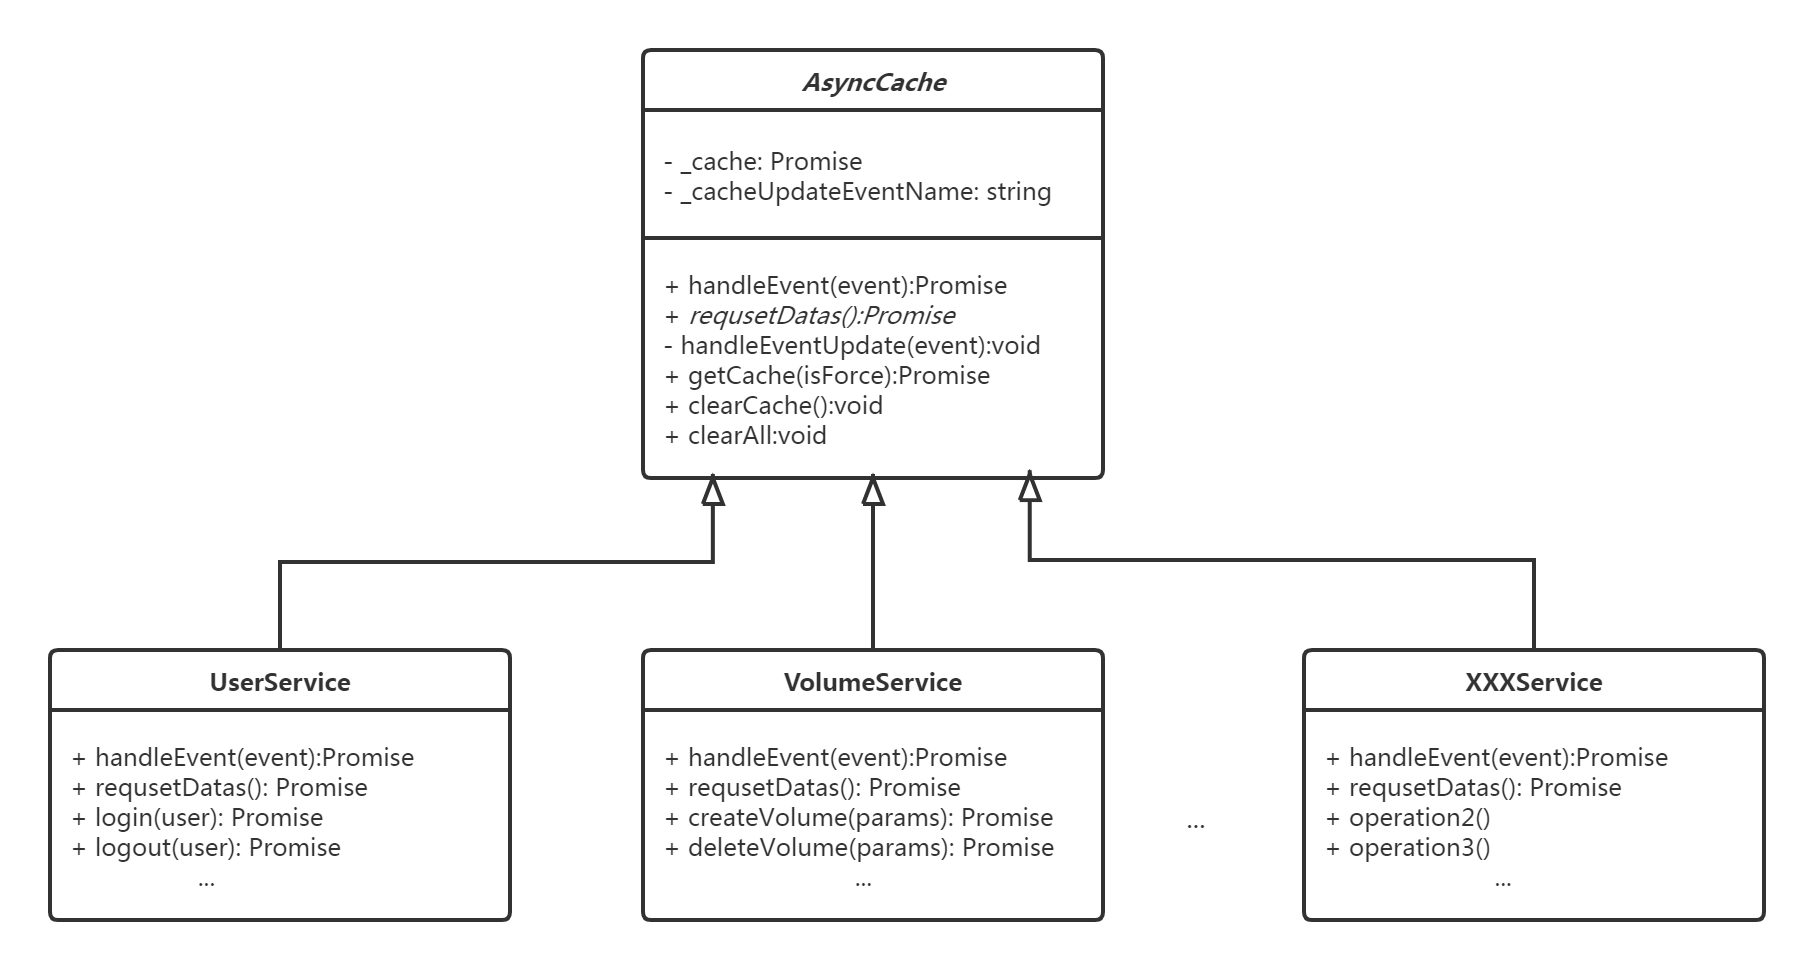 AsyncCache
- _cache: Promise
- _cacheUpdateEventName: string
+ handleEvent(event):Promise
+ requsetDatas():Promise
- handleEventUpdate(event):void
+ getCache(isForce):Promise
+ clearCache():void
+ clearAll:void
UserService
+ handleEvent(event):Promise
+ requsetDatas(): Promise
+ login(user): Promise
+ logout(user): Promise
...
VolumeService
+ handleEvent(event):Promise
+ requsetDatas(): Promise
+ createVolume(params): Promise
+ deleteVolume(params): Promise
...
...
XXXService
+ handleEvent(event):Promise
+ requsetDatas(): Promise
+ operation2()
+ operation3()
...